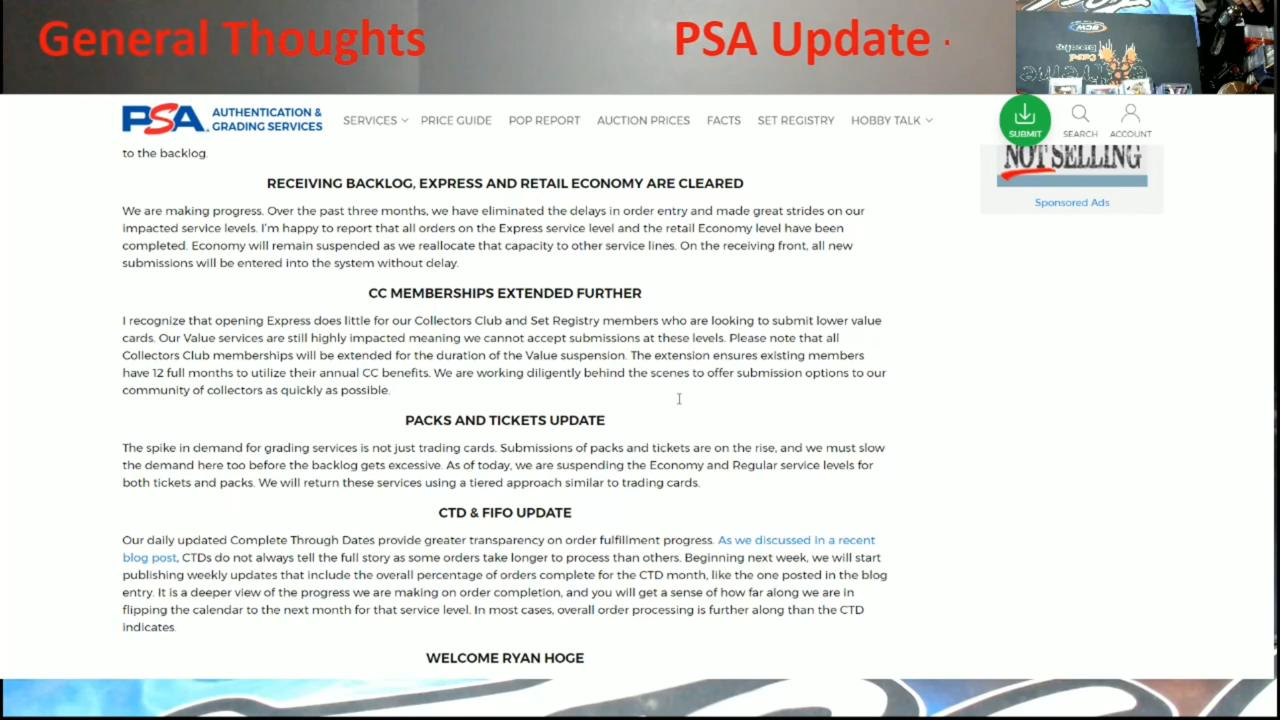 General Thoughts
PSA Update ·
PSA AUTHENTICATION &
GRADING SERVICES
SERVICES
PRICE GUIDE
POP REPORT
AUCTION PRICES
FACTS
SET REGISTRY
HOBBY TALK
SUBMIT
SEARCH
ACCOUNT
to the backlog.
NOT SELLING
Sponsored Ads
RECEIVING BACKLOG, EXPRESS AND RETAIL ECONOMY ARE CLEARED
We are making progress. Over the past three months, we have eliminated the delays in order entry and made great strides on our
impacted service levels. I'm happy to report that all orders on the Express service level and the retail Economy level have been
completed. Economy will remain suspended as we reallocate that capacity to other service lines. On the receiving front, all new
submissions will be entered into the system without delay.
CC MEMBERSHIPS EXTENDED FURTHER
I recognize that opening Express does little for our Collectors Club and Set Registry members who are looking to submit lower value
cards. Our Value services are still highly impacted meaning we cannot accept submissions at these levels. Please note that all
Collectors Club memberships will be extended for the duration of the Value suspension. The extension ensures existing members
have 12 full months to utilize their annual CC benefits. We are working diligently behind the scenes to offer submission options to our
community of collectors as quickly as possible.
PACKS AND TICKETS UPDATE
The spike in demand for grading services is not just trading cards. Submissions of packs and tickets are on the rise, and we must slow
the demand here too before the backlog gets excessive. As of today, we are suspending the Economy and Regular service levels for
both tickets and packs. We will return these services using a tiered approach similar to trading cards.
CTD & FIFO UPDATE
Our daily updated Complete Through Dates provide greater transparency on order fulfillment progress. As we discussed in a recent
blog post, CTDs do not always tell the full story as some orders take longer to process than others. Beginning next week, we will start
publishing weekly updates that include the overall percentage of orders complete for the CTD month, like the one posted in the blog
entry. It is a deeper view of the progress we are making on order completion, and you will get a sense of how far along we are in
flipping the calendar to the next month for that service level. In most cases, overall order processing is further along than the CTD
indicates.
WELCOME RYAN HOGE